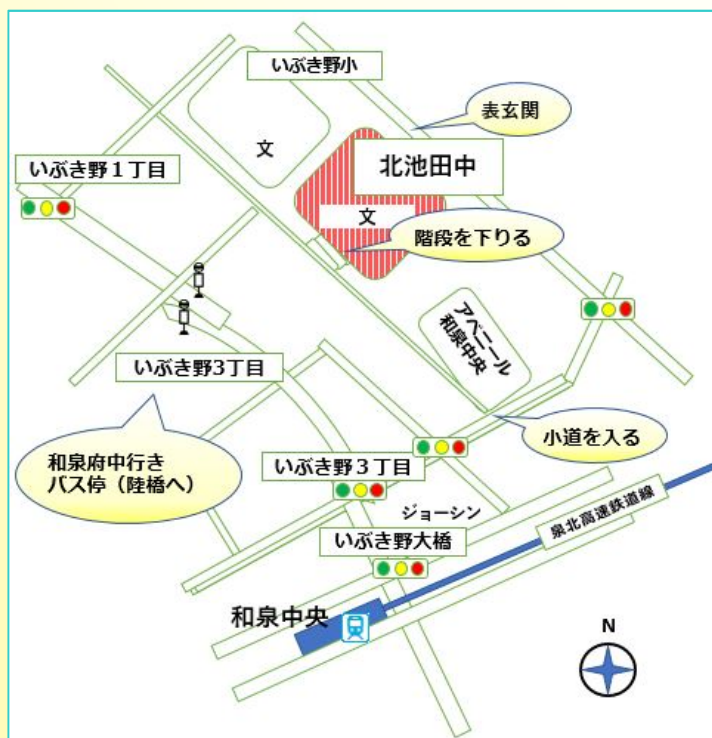 いぶき野小
表玄関
北池田中
文
文
いぶき野１丁目
階段を下りる
アベニール
和泉中央
いぶき野3丁目
小道を入る
和泉府中行き
バス停（陸橋へ）
いぶき野３丁目
ジョーシン
泉北高速鉄道線
いぶき野大橋
和泉中央
N